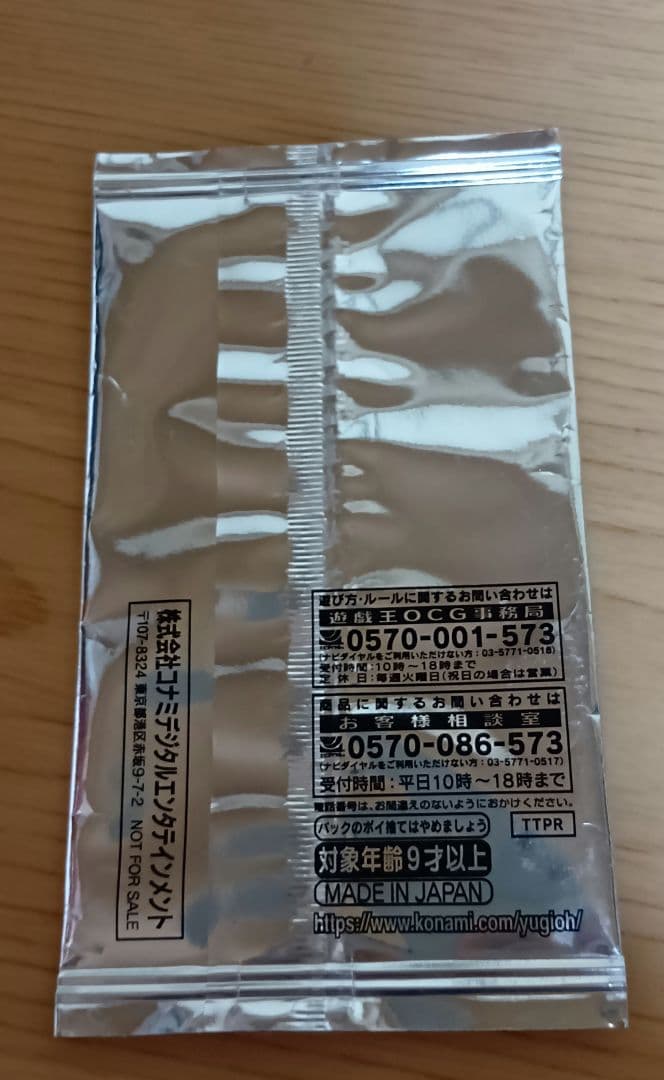 遊び方・ルールに関するお問い合わせは
遊戯王OCG事務局
0570-001-573
(ナビダイヤルをご利用いただけない方：03-5771-0516)
受付時間：10時～18時まで
定休日：毎週火曜日(祝日の場合は営業)
商品に関するお問い合わせは
お客様相談室
0570-086-573
(ナビダイヤルをご利用いただけない方：03-5771-0517)
受付時間：平日10時～18時まで
電話番号は、お間違えのないようにおかけください。
パックのポイ捨てはやめましょう
TTPR
対象年齢9才以上
MADE IN JAPAN
https://www.konami.com/yugioh/
株式会社コナミデジタルエンタテインメント
〒107-8324 東京都港区赤坂9-7-2 NOT FOR SALE